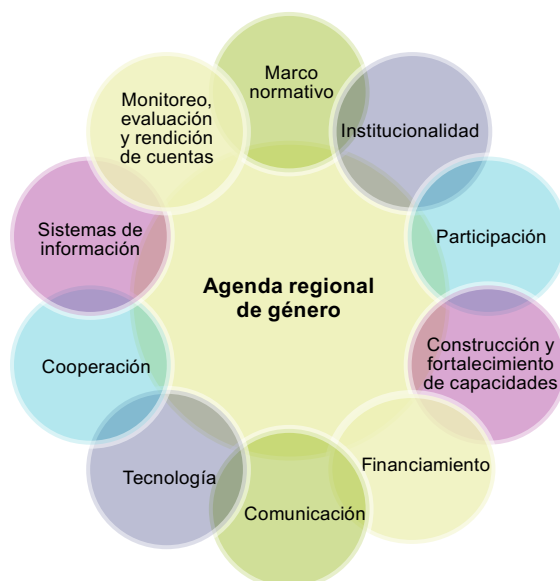 Marco
normativo
Institucionalidad
Participación
Construcción y
fortalecimiento
de capacidades
Financiamiento
Comunicación
Tecnología
Cooperación
Sistemas de
información
Monitoreo,
evaluación
y rendición
de cuentas
Agenda regional
de género